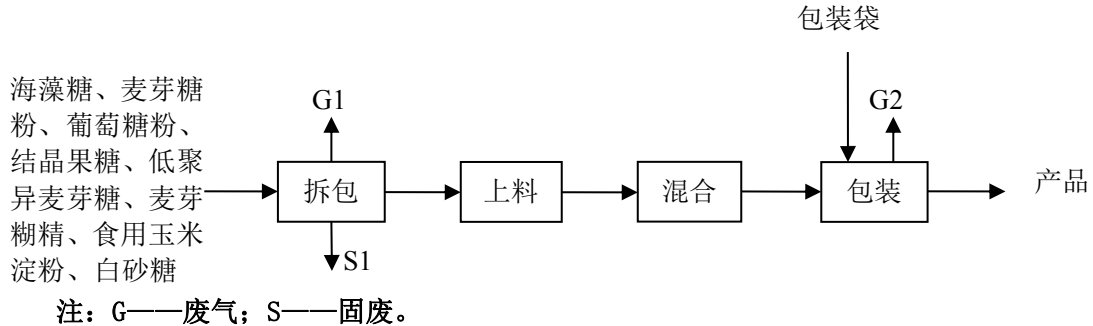 包装袋
海藻糖、麦芽糖
粉、葡萄糖粉、
结晶果糖、低聚
异麦芽糖、麦芽
糊精、食用玉米
淀粉、白砂糖
G1
G2
拆包
上料
混合
包装
产品
S1
注：G——废气；S——固废。